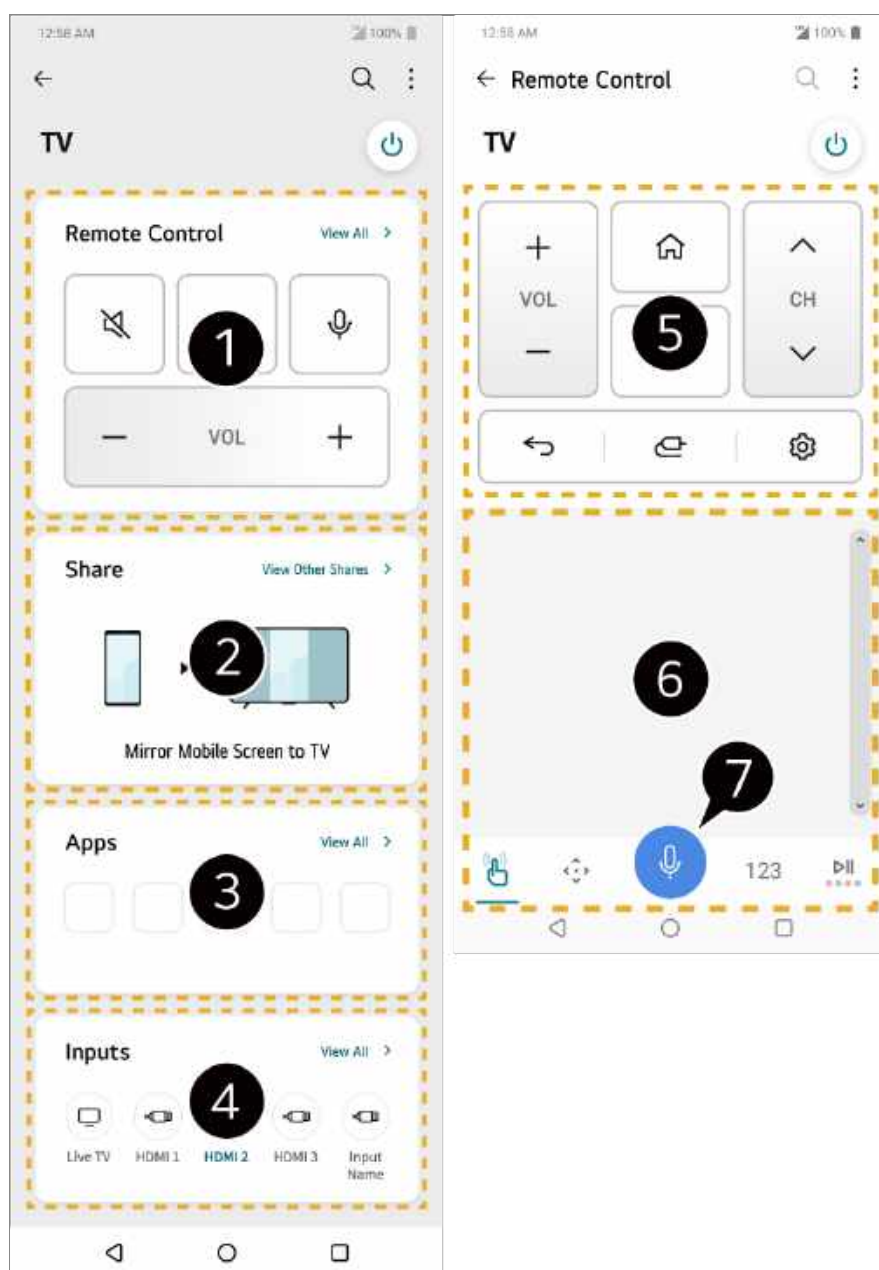 12:58 AM
100%
TV
Remote Control
View All >
1
VOL
Share
View Other Shares >
2
Mirror Mobile Screen to TV
Apps
View All >
3
Inputs
View All >
4
Live TV HDMI 1 HDMI 2 HDMI 3 Input Name
12:58 AM
100%
Remote Control
TV
VOL
5
CH
6
7
123